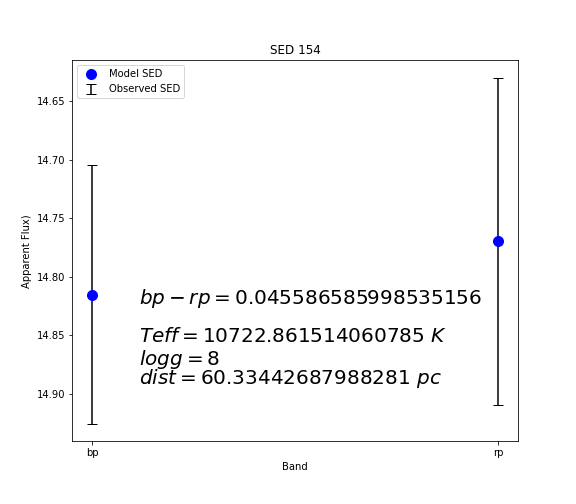 SED 154
Model SED
Observed SED
Apparent Flux)
14.65
14.70
14.75
14.80
14.85
14.90
bp − rp = 0.045586585998535156
Teff = 10722.861514060785 K
logg = 8
dist = 60.33442687988281 pc
bp
rp
Band